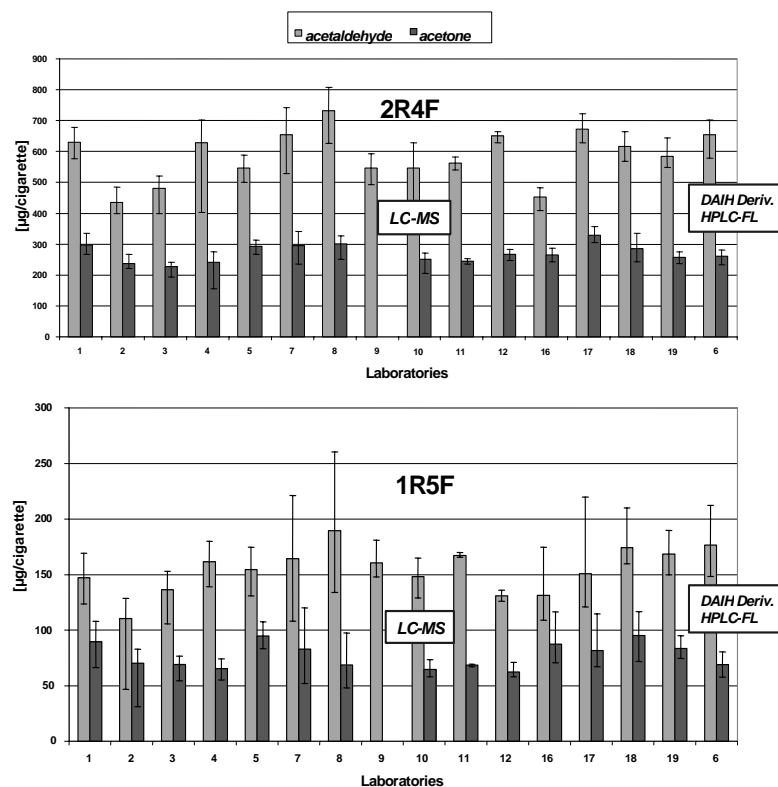 acetaldehyde acetone
[µg/cigarette]
900
800
700
600
500
400
300
200
100
0
2R4F
LC-MS
DAIH Deriv.
HPLC-FL
1 2 3 4 5 7 8 9 10 11 12 16 17 18 19 6
Laboratories
[µg/cigarette]
300
250
200
150
100
50
0
1R5F
LC-MS
DAIH Deriv.
HPLC-FL
1 2 3 4 5 7 8 9 10 11 12 16 17 18 19 6
Laboratories